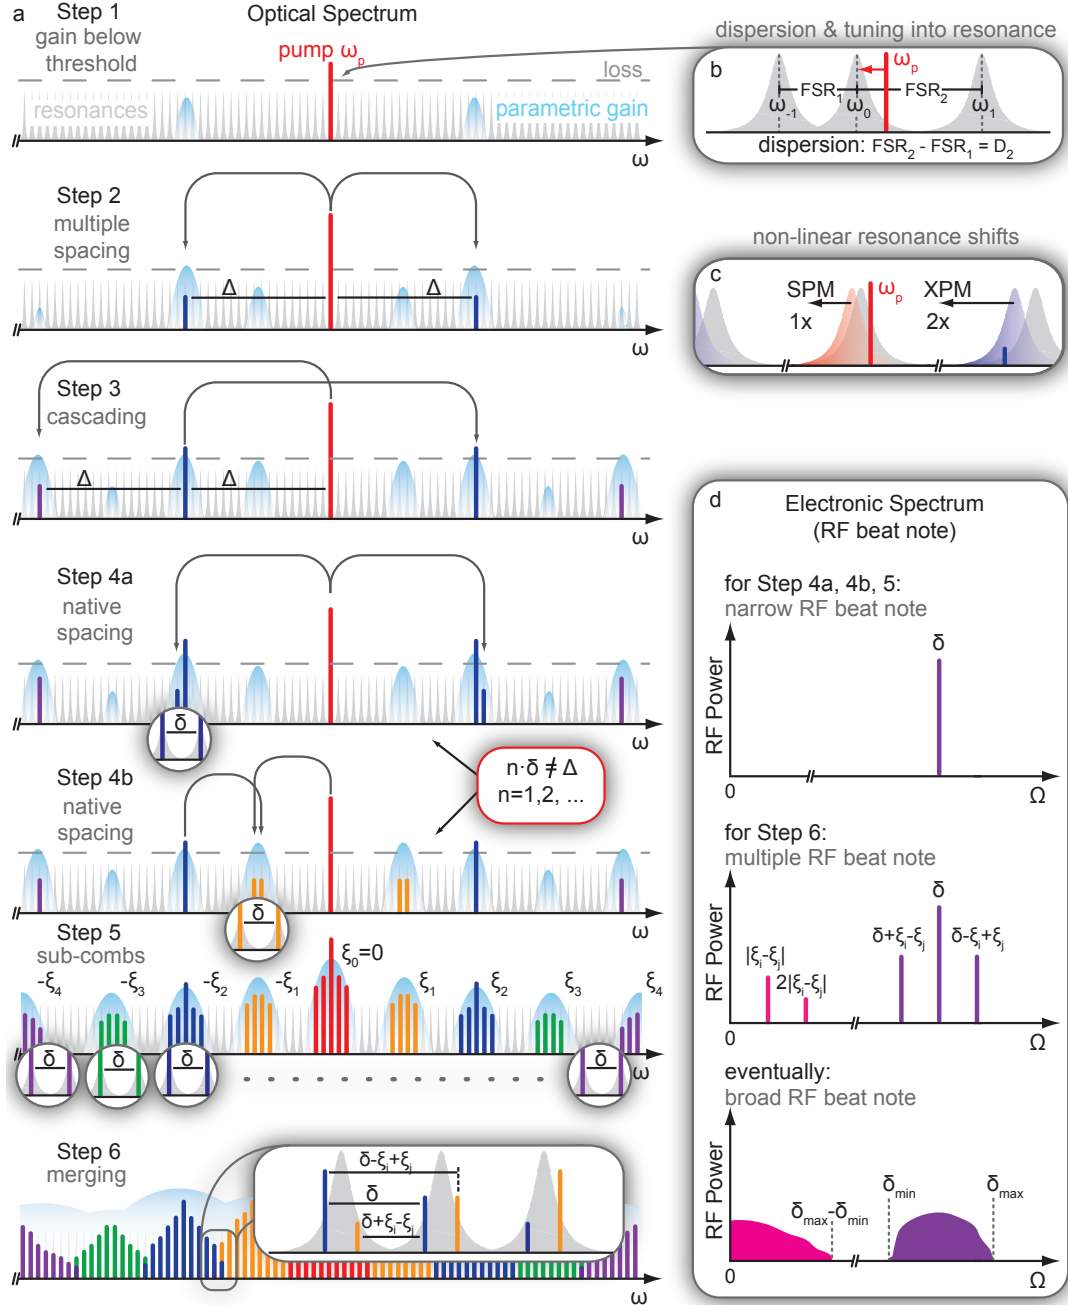 a
Step 1
gain below
threshold
Optical Spectrum
pump ωₚ
loss
resonances
parametric gain
ω
dispersion & tuning into resonance
b
ωₚ
FSR₁
FSR₂
ω₋₁
ω₀
ω₁
dispersion: FSR₂ - FSR₁ = D₂
Step 2
multiple
spacing
Δ
Δ
ω
non-linear resonance shifts
c
SPM
1x
ωₚ
XPM
2x
Step 3
cascading
Δ
Δ
ω
Step 4a
native
spacing
δ
ω
n·δ ≠ Δ
n=1,2, ...
Step 4b
native
spacing
δ
ω
Step 5
sub-combs
-ξ₄
-ξ₃
-ξ₂
-ξ₁
ξ₀=0
ξ₁
ξ₂
ξ₃
ξ₄
δ
δ
δ
δ
ω
Step 6
merging
δ-ξᵢ+ξⱼ
δ
δ+ξᵢ-ξᵢ
ω
d
Electronic Spectrum
(RF beat note)
for Step 4a, 4b, 5:
narrow RF beat note
RF Power
δ
0
Ω
for Step 6:
multiple RF beat note
RF Power
|ξᵢ-ξⱼ|
2|ξᵢ-ξⱼ|
δ+ξᵢ-ξⱼ
δ
δ-ξᵢ+ξⱼ
0
Ω
eventually:
broad RF beat note
RF Power
δmax-δmin
δmin
δmax
0
Ω